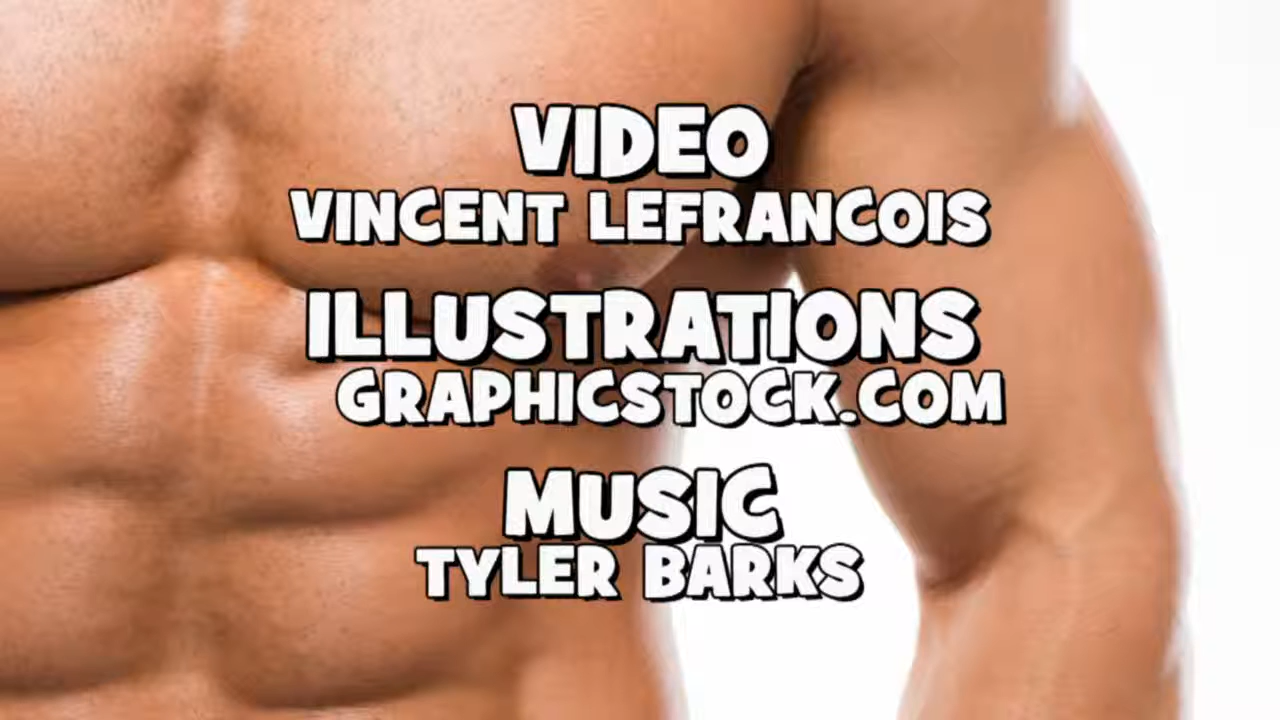 VIDEO
VINCENT LEFRANCOIS
ILLUSTRATIONS
GRAPHICSTOCK.COM
MUSIC
TYLER BARKS